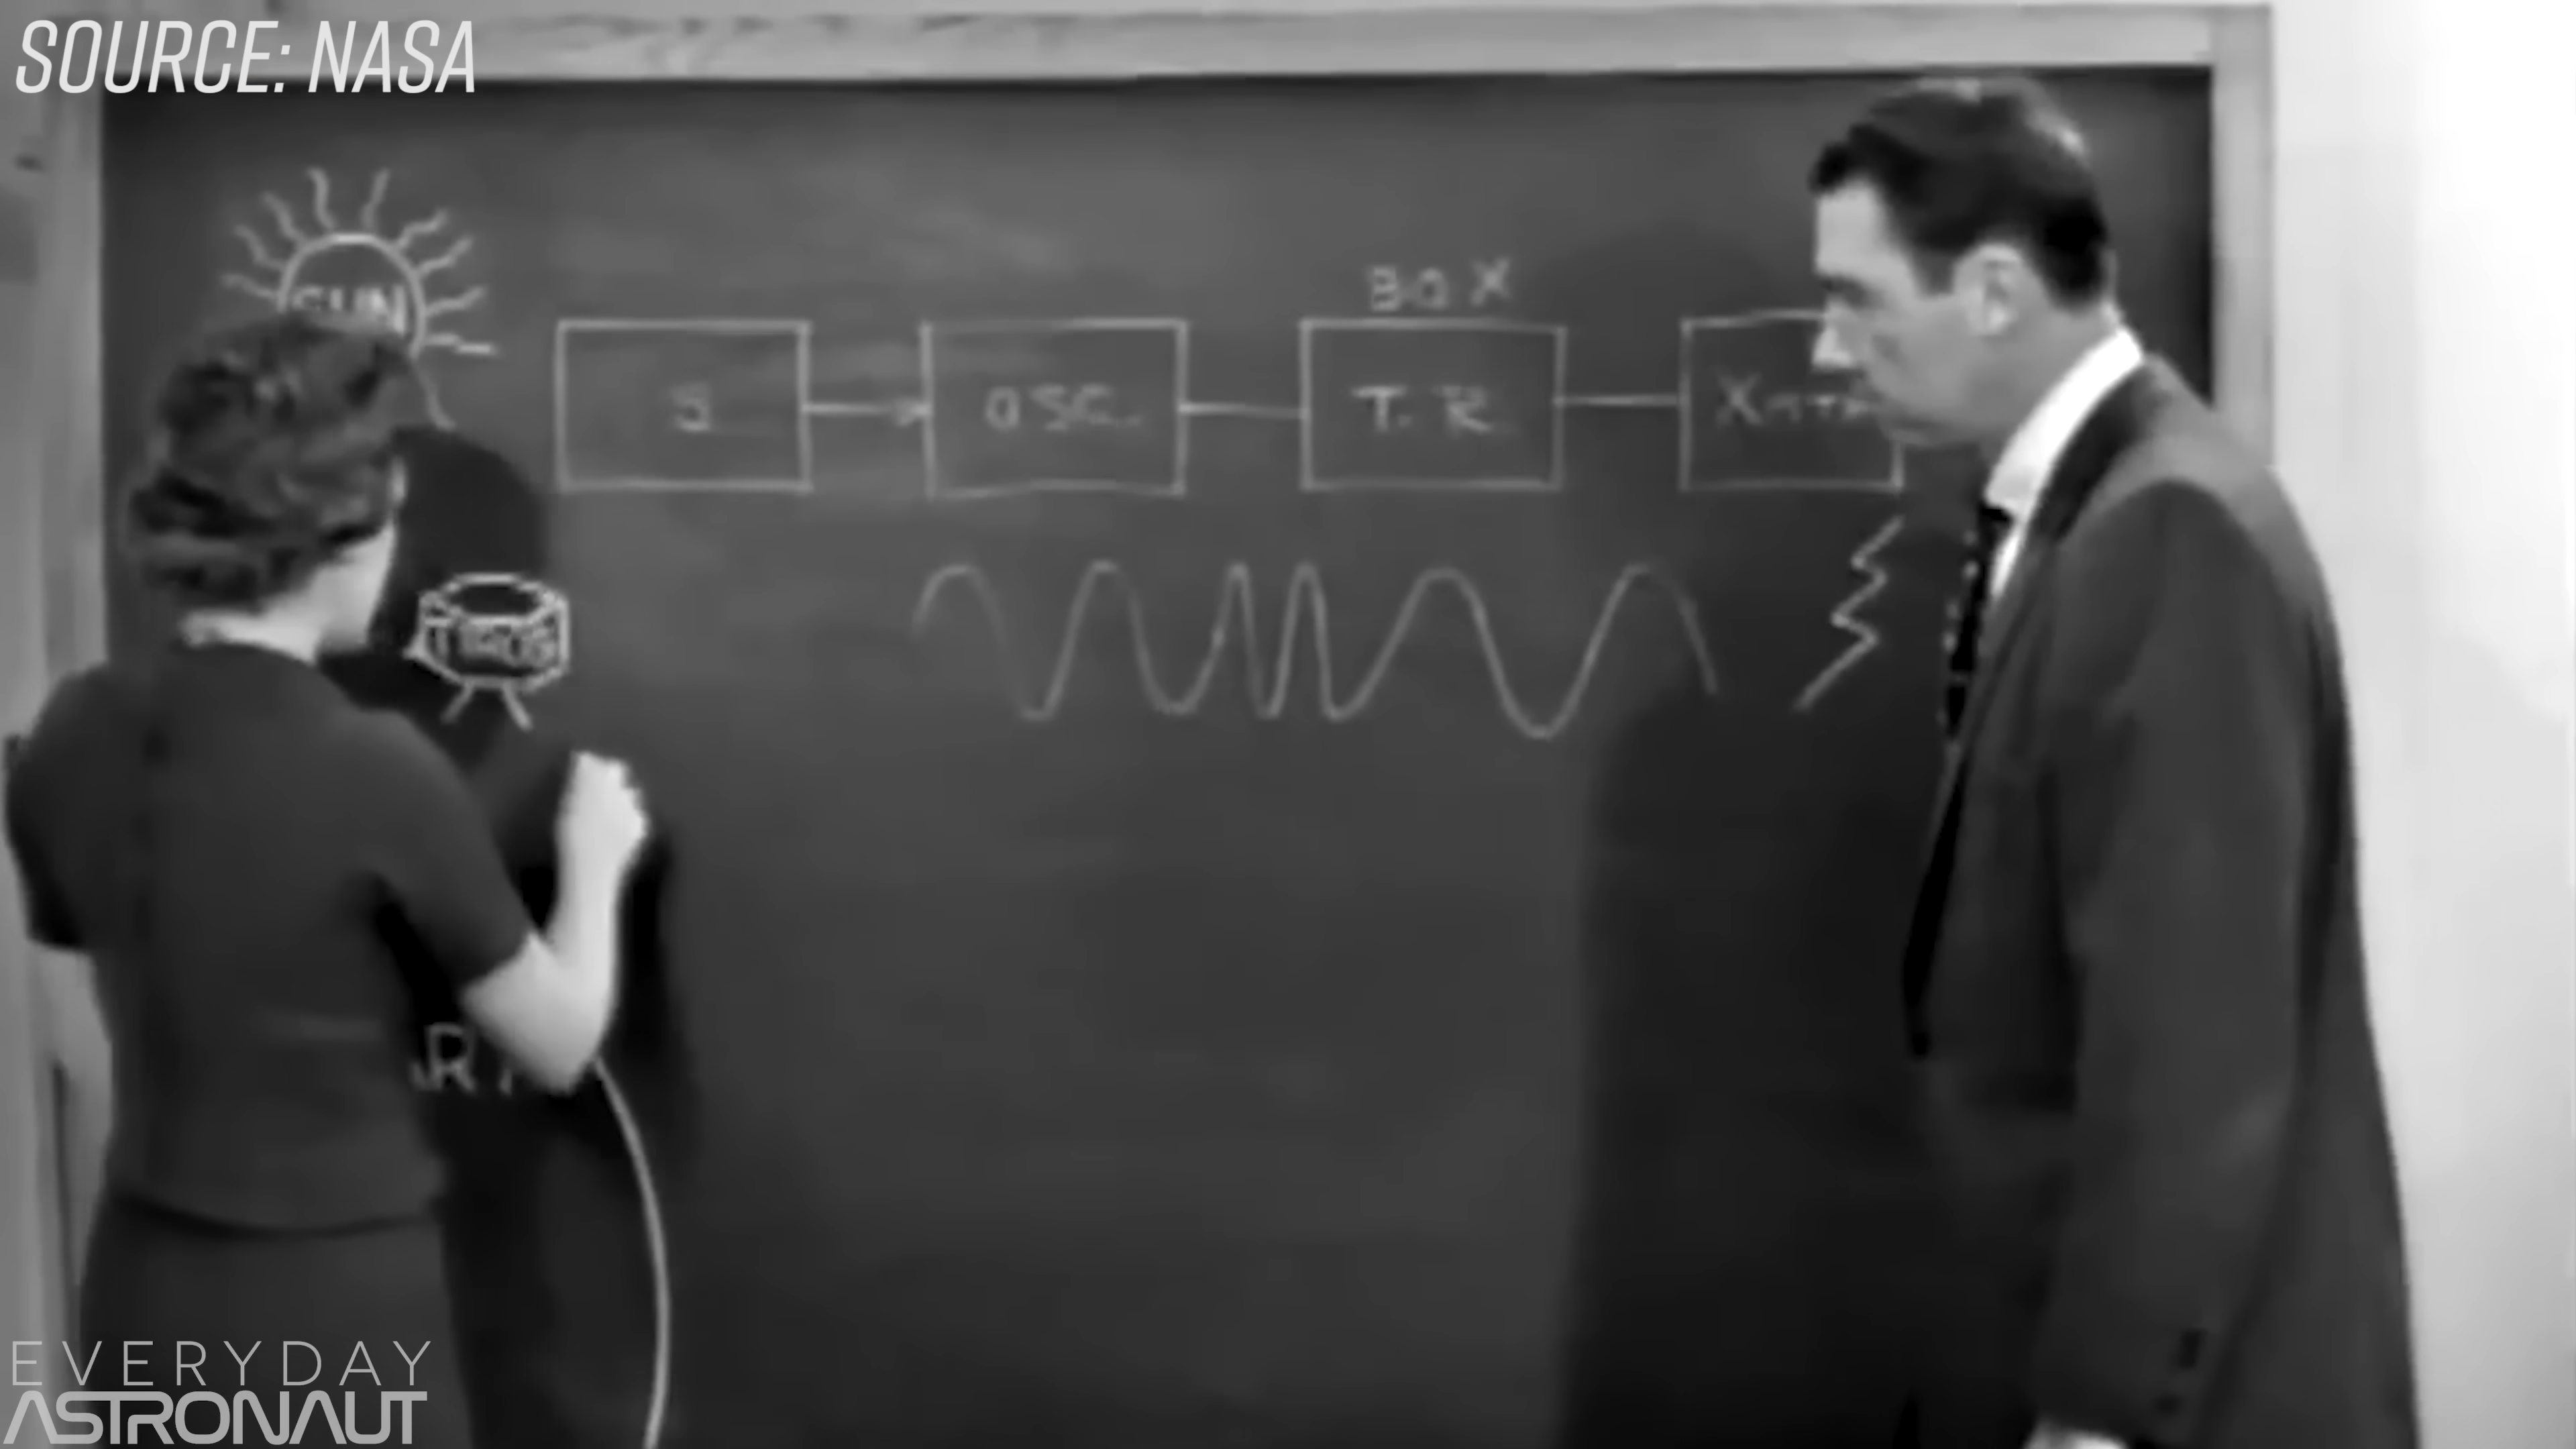 SOURCE: NASA
SUN
BOX
S
OSC.
T. R.
TIROS
EVERYDAY
ASTRONAUT